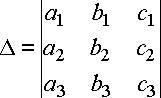 Δ = | a₁ b₁ c₁ |
| a₂ b₂ c₂ |
| a₃ b₃ c₃ |